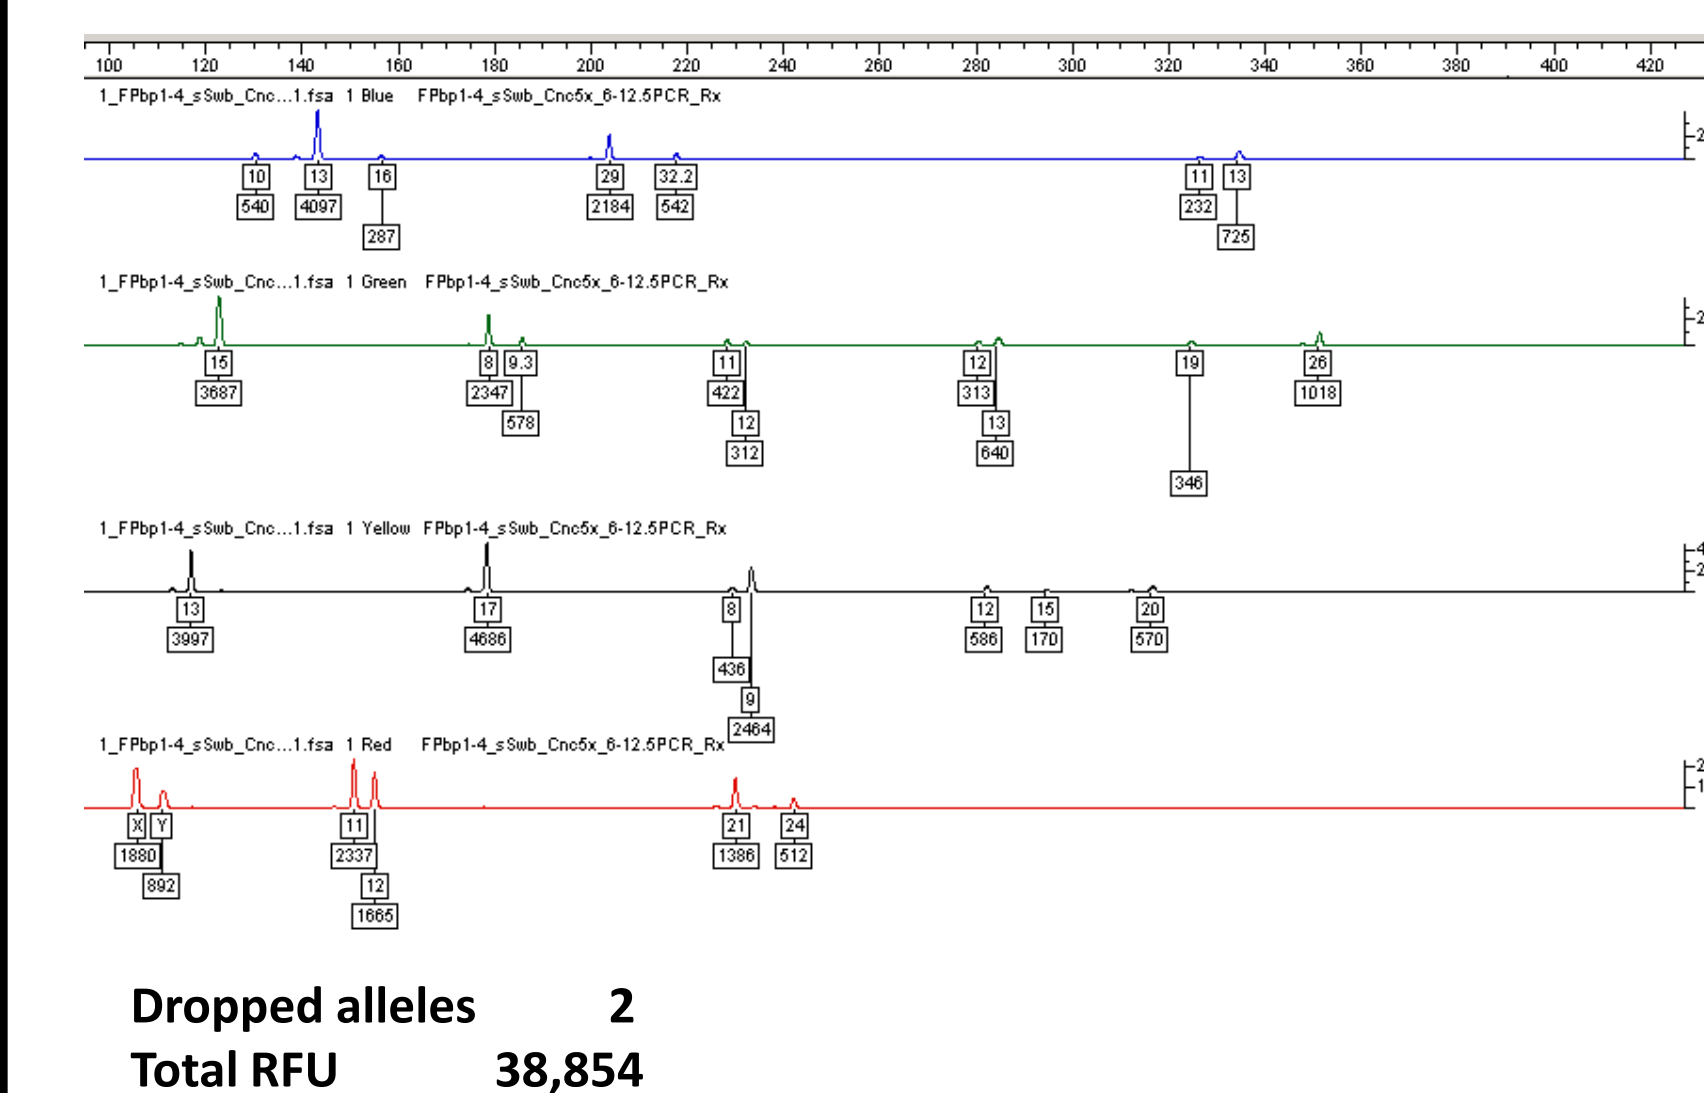 100 120 140 160 180 200 220 240 260 280 300 320 340 360 380 400 420
1_FPbp1-4_sSwb_Cnc...1.fsa 1 Blue FPbp1-4_sSwb_Cnc5x_6-12.5PCR_Rx
2
10 13 16 29 32.2 11 13
540 4097 2184 542 232
287 725
1_FPbp1-4_sSwb_Cnc...1.fsa 1 Green FPbp1-4_sSwb_Cnc5x_6-12.5PCR_Rx
2
15 8 9.3 11 12 19 26
3687 2347 422 313 1018
578 12 13
312 640
346
1_FPbp1-4_sSwb_Cnc...1.fsa 1 Yellow FPbp1-4_sSwb_Cnc5x_6-12.5PCR_Rx
4
2
13 17 8 12 15 20
3997 4686 586 170 570
436
9
2464
1_FPbp1-4_sSwb_Cnc...1.fsa 1 Red FPbp1-4_sSwb_Cnc5x_6-12.5PCR_Rx
2
1
X Y 11 21 24
1880 2337 1386 512
892 12
1665
Dropped alleles 2
Total RFU 38,854